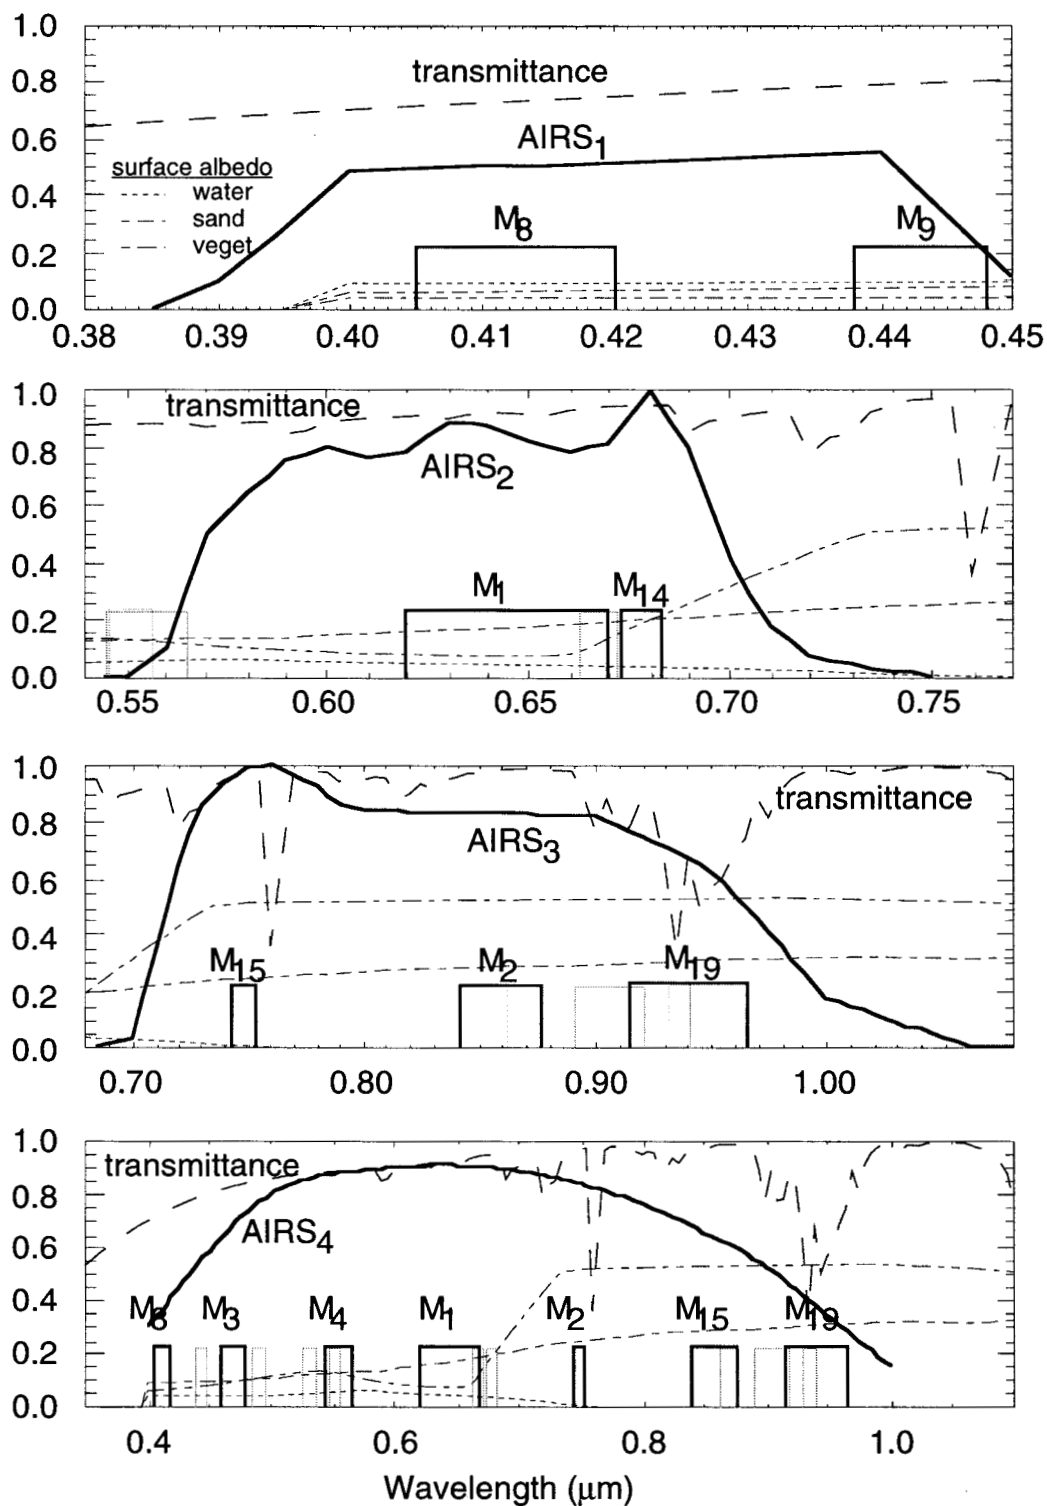 1.0
transmittance
0.8
AIRS1
0.6
surface albedo
water
0.4
sand
M8
M9
veget
0.2
0.0
0.38 0.39 0.40 0.41 0.42 0.43 0.44 0.45
1.0
transmittance
0.8
AIRS2
0.6
0.4
M1
M14
0.2
0.0
0.55 0.60 0.65 0.70 0.75
1.0
transmittance
0.8
AIRS3
0.6
0.4
M15
M2
M19
0.2
0.0
0.70 0.80 0.90 1.00
1.0
transmittance
0.8
AIRS4
0.6
0.4
M8
M3
M4
M1
M2
M15
M19
0.2
0.0
0.4 0.6 0.8 1.0
Wavelength (μm)